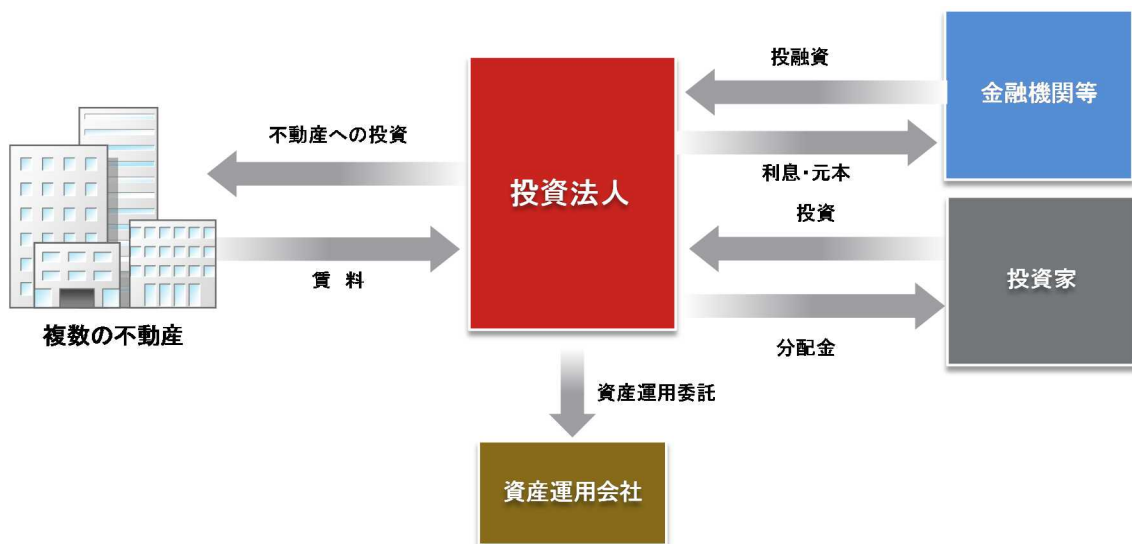 投融資
金融機関等
不動産への投資
投資法人
利息・元本
投資
賃　料
投資家
複数の不動産
分配金
資産運用委託
資産運用会社